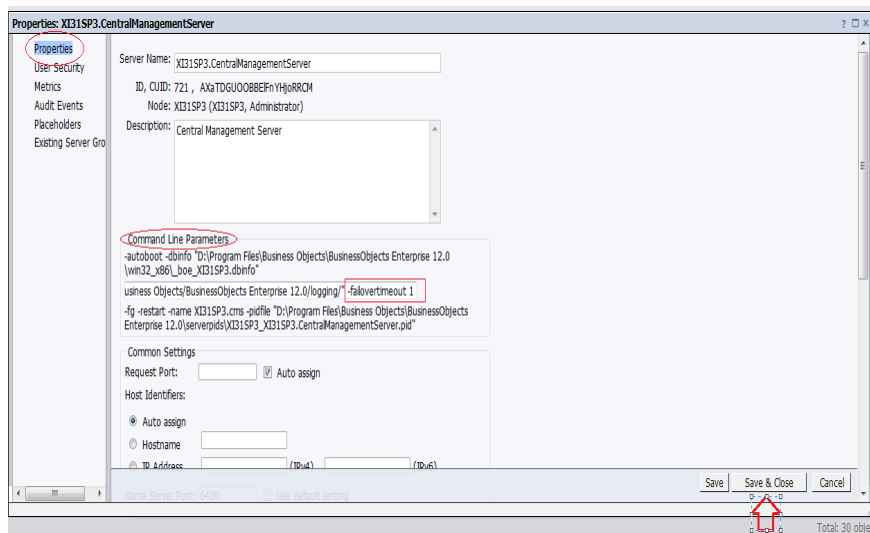 Properties: XI31SP3.CentralManagementServer
?
Properties
User Security
Metrics
Audit Events
Placeholders
Existing Server Gro
Server Name: XI31SP3.CentralManagementServer
ID, CUID: 721 , AXaTDGUOOBBElFnYHjoRRCM
Node: XI31SP3 (XI31SP3, Administrator)
Description: Central Management Server
Command Line Parameters
-autoboot -dbinfo "D:\Program Files\Business Objects\BusinessObjects Enterprise 12.0
\win32_x86\_boe_XI31SP3.dbinfo"
usiness Objects/BusinessObjects Enterprise 12.0/logging/" -failovertimeout 1
-fg -restart -name XI31SP3.cms -pidfile "D:\Program Files\Business Objects\BusinessObjects
Enterprise 12.0\serverpids\XI31SP3_XI31SP3.CentralManagementServer.pid"
Common Settings
Request Port: Auto assign
Host Identifiers:
Auto assign
Hostname
IP Address (IPv4) (IPv6)
Save Save & Close Cancel
Name Server Port: 6400 Use default setting
Total: 30 obje